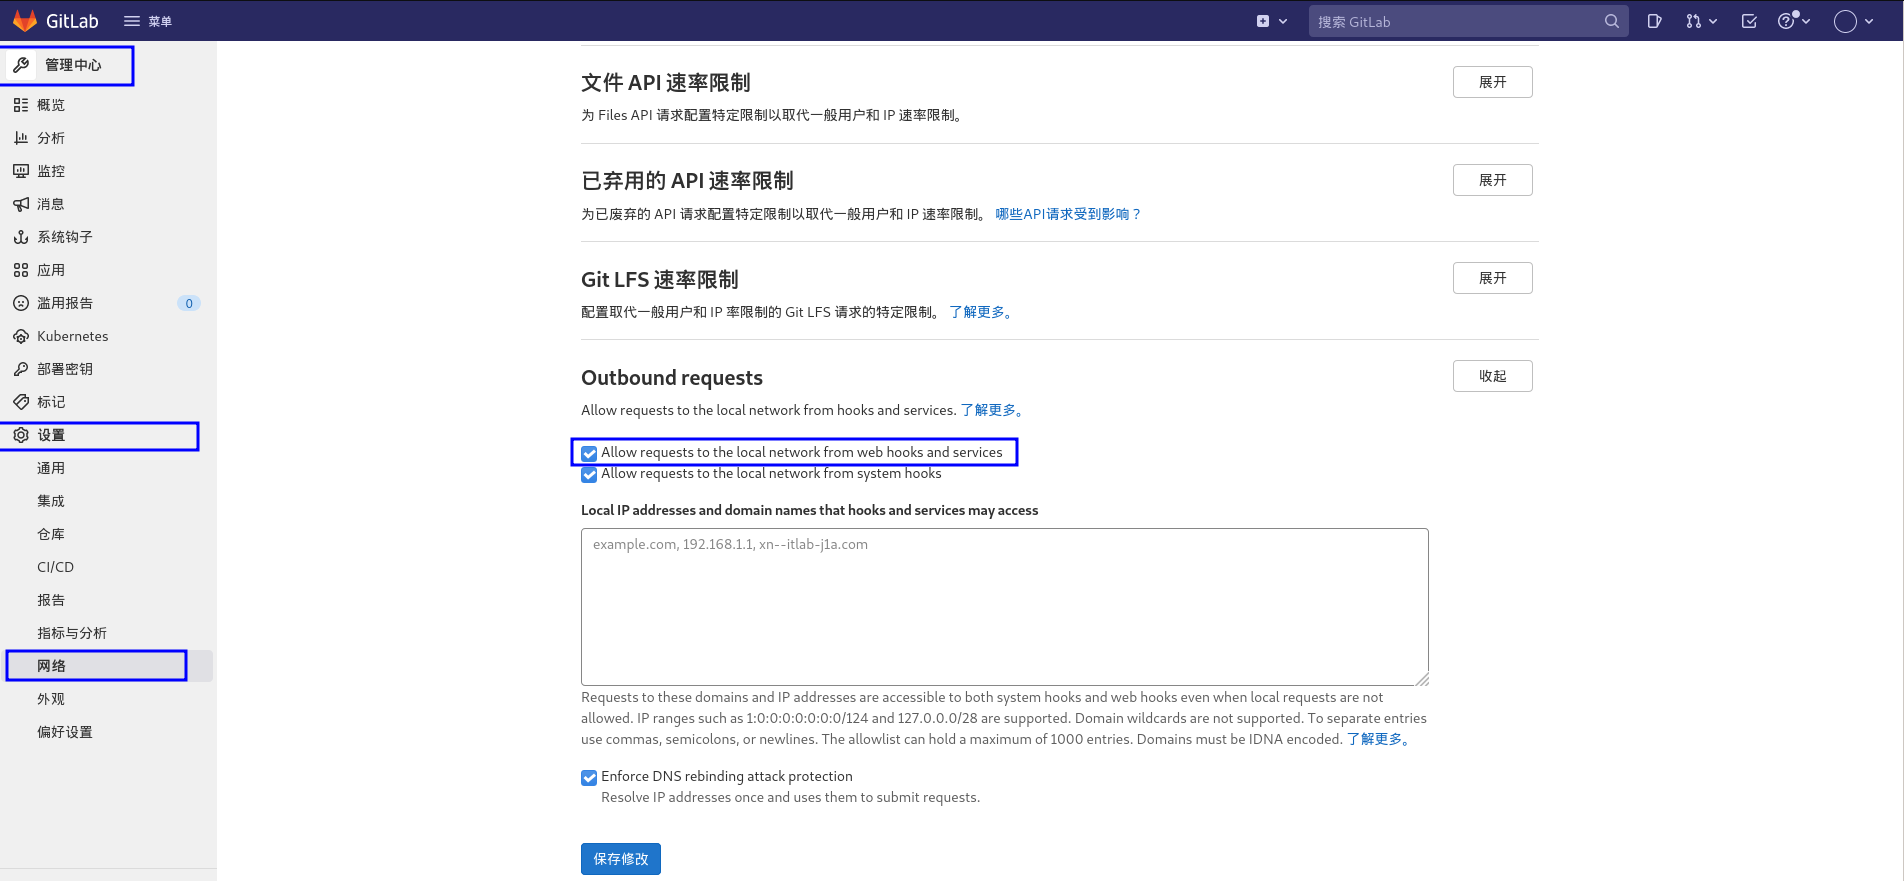 GitLab
菜单
搜索 GitLab
管理中心
概览
分析
监控
消息
系统钩子
应用
滥用报告 0
Kubernetes
部署密钥
标记
设置
通用
集成
仓库
CI/CD
报告
指标与分析
网络
外观
偏好设置
文件 API 速率限制
展开
为 Files API 请求配置特定限制以取代一般用户和 IP 速率限制。
已弃用的 API 速率限制
展开
为已废弃的 API 请求配置特定限制以取代一般用户和 IP 速率限制。 哪些API请求受到影响？
Git LFS 速率限制
展开
配置取代一般用户和 IP 率限制的 Git LFS 请求的特定限制。 了解更多。
Outbound requests
收起
Allow requests to the local network from hooks and services. 了解更多。
Allow requests to the local network from web hooks and services
Allow requests to the local network from system hooks
Local IP addresses and domain names that hooks and services may access
example.com, 192.168.1.1, xn--itlab-j1a.com
Requests to these domains and IP addresses are accessible to both system hooks and web hooks even when local requests are not
allowed. IP ranges such as 1:0:0:0:0:0:0:0/124 and 127.0.0.0/28 are supported. Domain wildcards are not supported. To separate entries
use commas, semicolons, or newlines. The allowlist can hold a maximum of 1000 entries. Domains must be IDNA encoded. 了解更多。
Enforce DNS rebinding attack protection
Resolve IP addresses once and uses them to submit requests.
保存修改